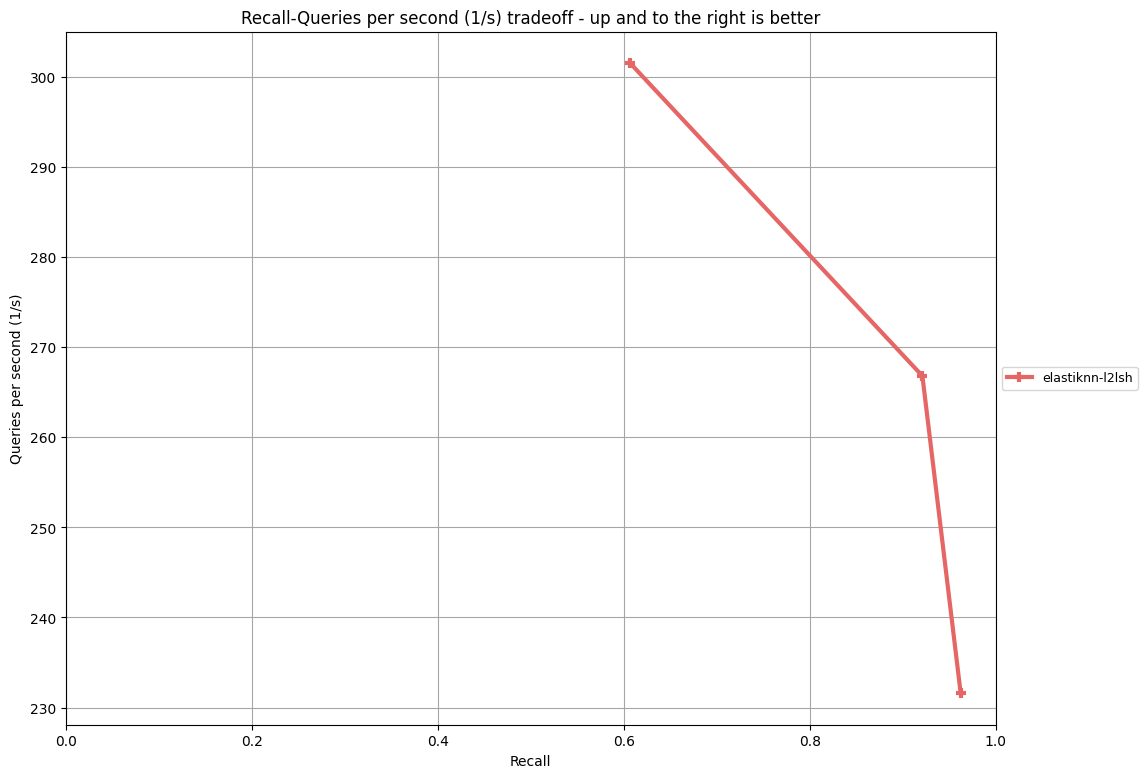 Recall-Queries per second (1/s) tradeoff - up and to the right is better
Queries per second (1/s)
300
290
280
270
260
250
240
230
0.0 0.2 0.4 0.6 0.8 1.0
Recall
elastiknn-l2lsh